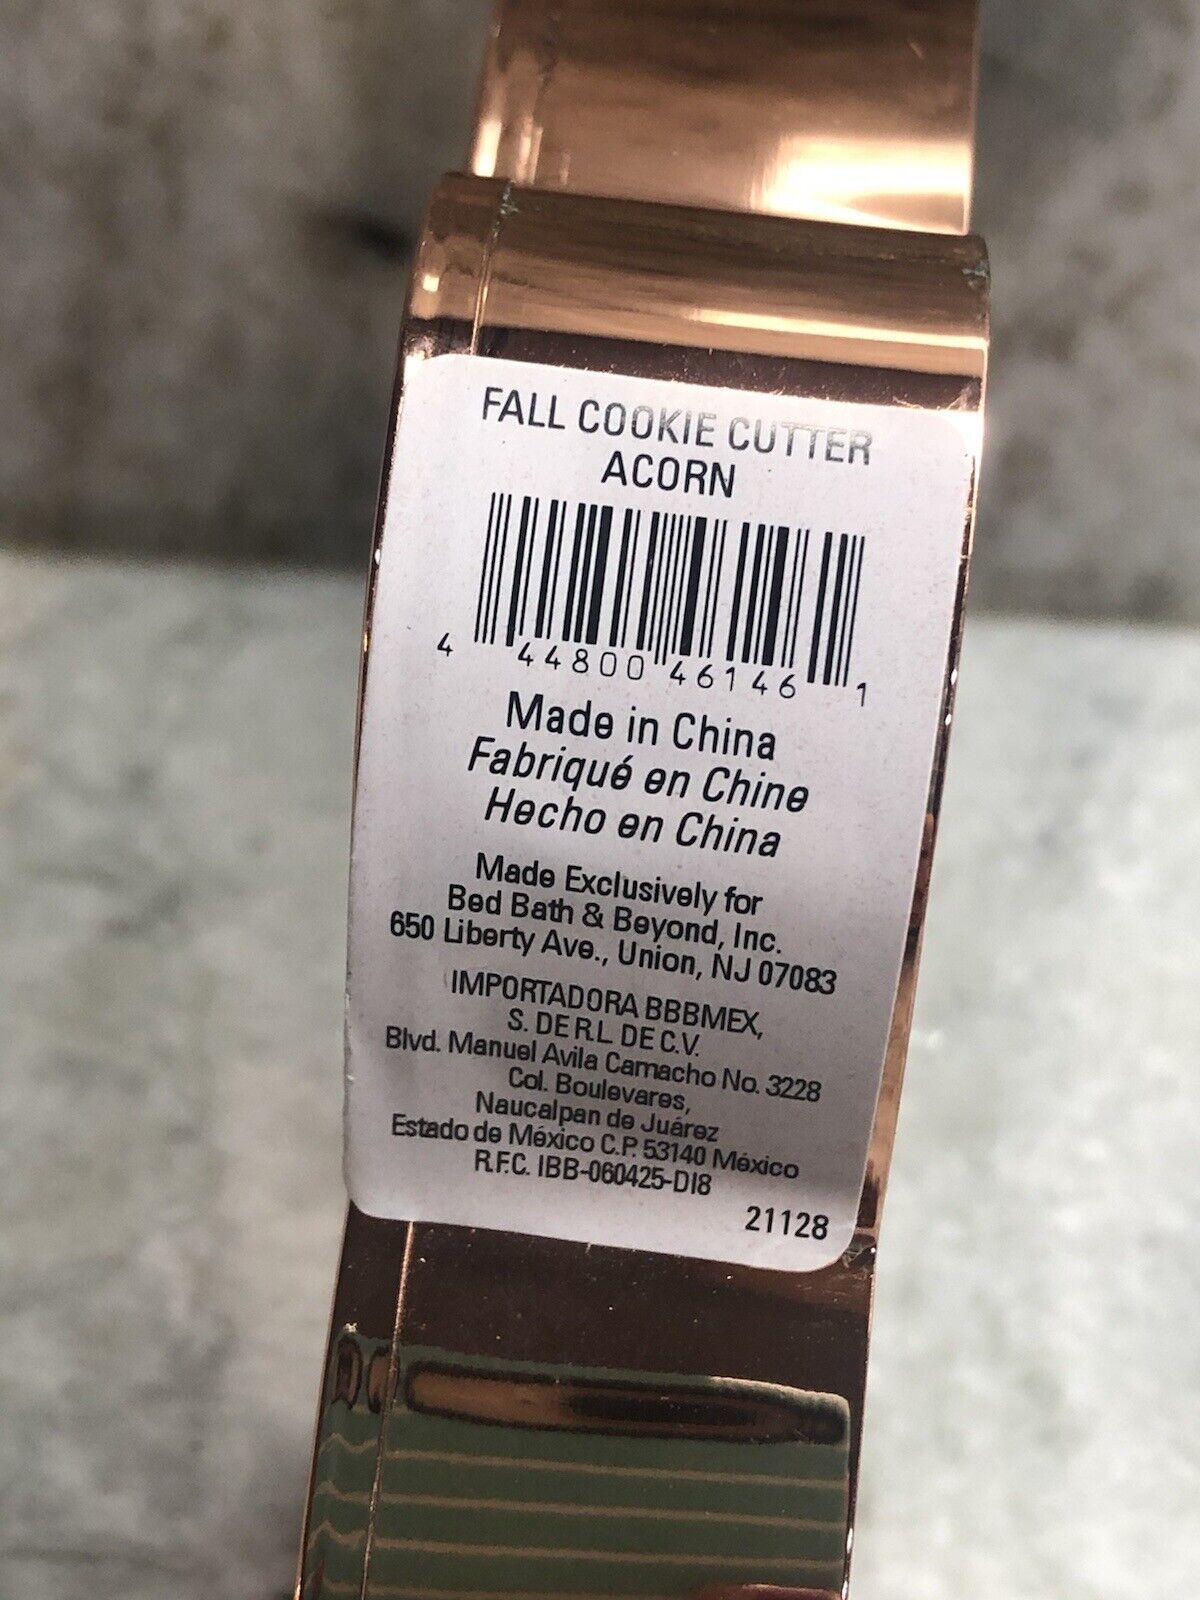 FALL COOKIE CUTTER
ACORN
4 44800 46146 1
Made in China
Fabriqué en Chine
Hecho en China
Made Exclusively for
Bed Bath & Beyond, Inc.
650 Liberty Ave., Union, NJ 07083
IMPORTADORA BBBMEX,
S. DE R.L. DE C.V.
Blvd. Manuel Avila Camacho No. 3228
Col. Boulevares,
Naucalpan de Juárez
Estado de México C.P. 53140 México
R.F.C. IBB-060425-DI8
21128